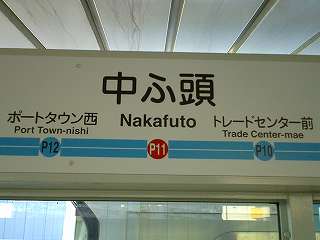 中ふ頭
Nakafuto
ポートタウン西
Port Town-nishi
トレードセンター前
Trade Center-mae
P12
P11
P10